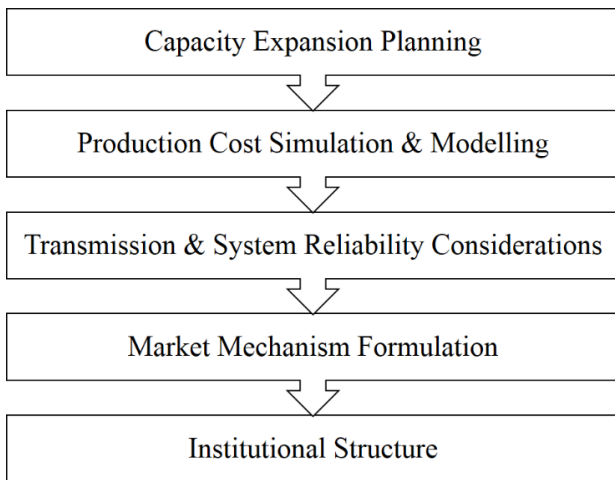 Capacity Expansion Planning
Production Cost Simulation & Modelling
Transmission & System Reliability Considerations
Market Mechanism Formulation
Institutional Structure